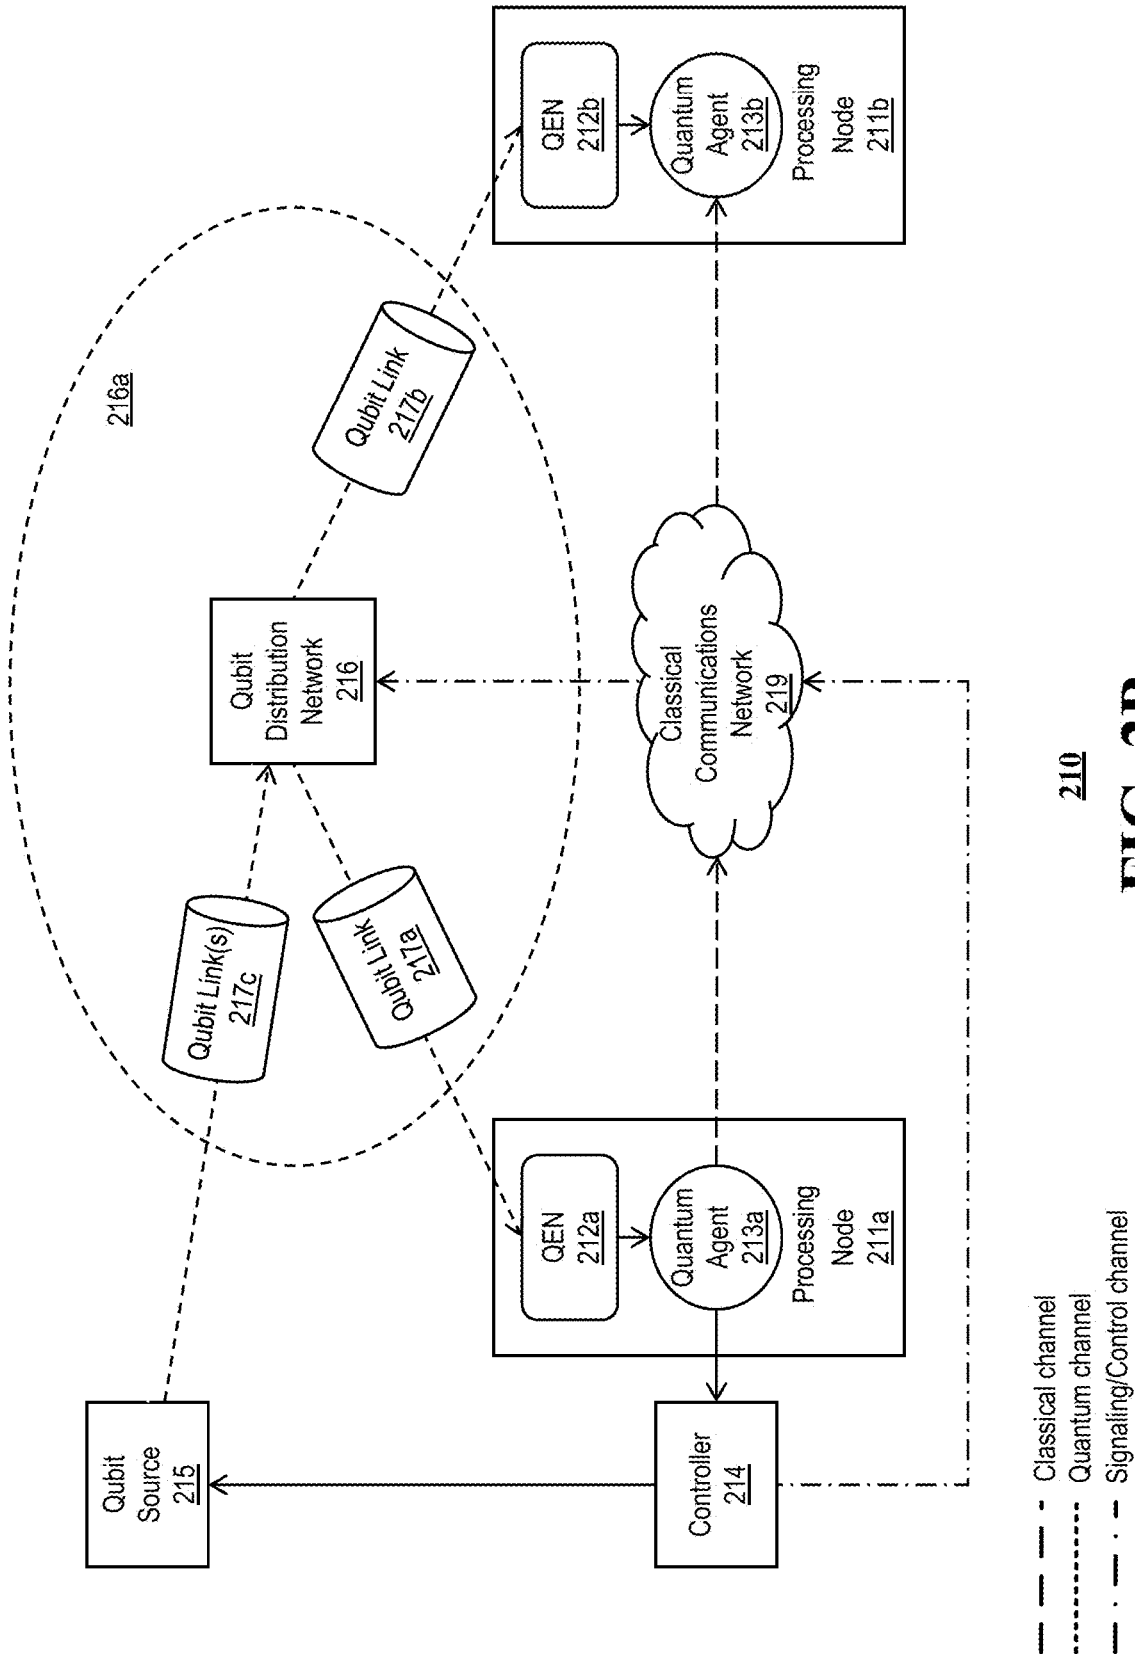 Qubit
Source
215
Qubit Link(s)
217c
216a
Qubit
Distribution
Network
216
Qubit Link
217a
Qubit Link
217b
QEN
212a
Quantum
Agent
213a
Processing
Node
211a
Controller
214
Classical
Communications
Network
219
QEN
212b
Quantum
Agent
213b
Processing
Node
211b
Classical channel
Quantum channel
Signaling/Control channel
210